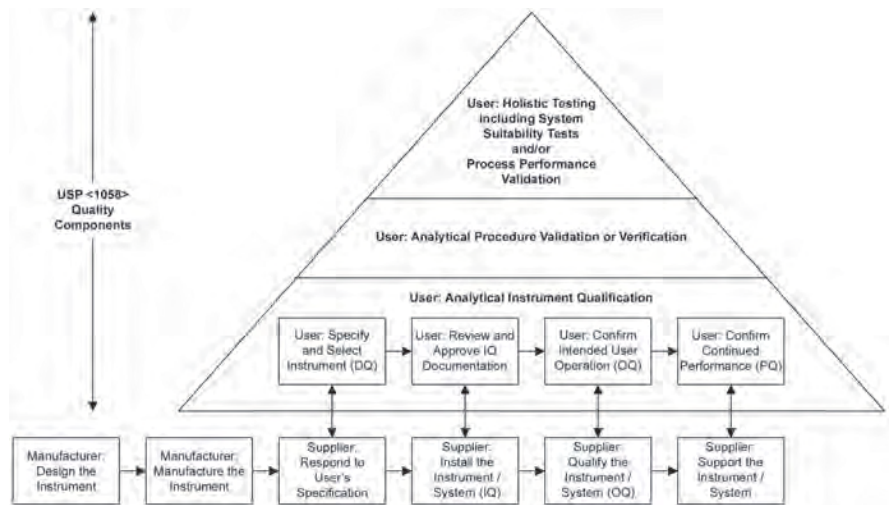 User: Holistic Testing
including System
Suitability Tests
and/or
Process Performance
Validation
USP <1058>
Quality
Components
User: Analytical Procedure Validation or Verification
User: Analytical Instrument Qualification
User: Specify
and Select
Instrument (DQ)
User: Review and
Approve IQ
Documentation
User: Confirm
Intended User
Operation (OQ)
User: Confirm
Continued
Performance (PQ)
Manufacturer:
Design the
Instrument
Manufacturer:
Manufacture the
Instrument
Supplier:
Respond to
User's
Specification
Supplier:
Install the
Instrument /
System (IQ)
Supplier:
Qualify the
Instrument /
System (OQ)
Supplier:
Support the
Instrument /
System